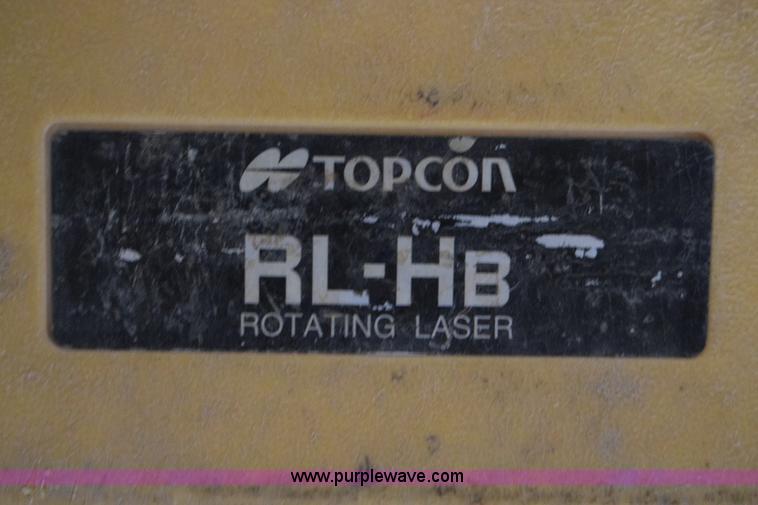 TOPCON
RL-HB
ROTATING LASER
www.purplewave.com